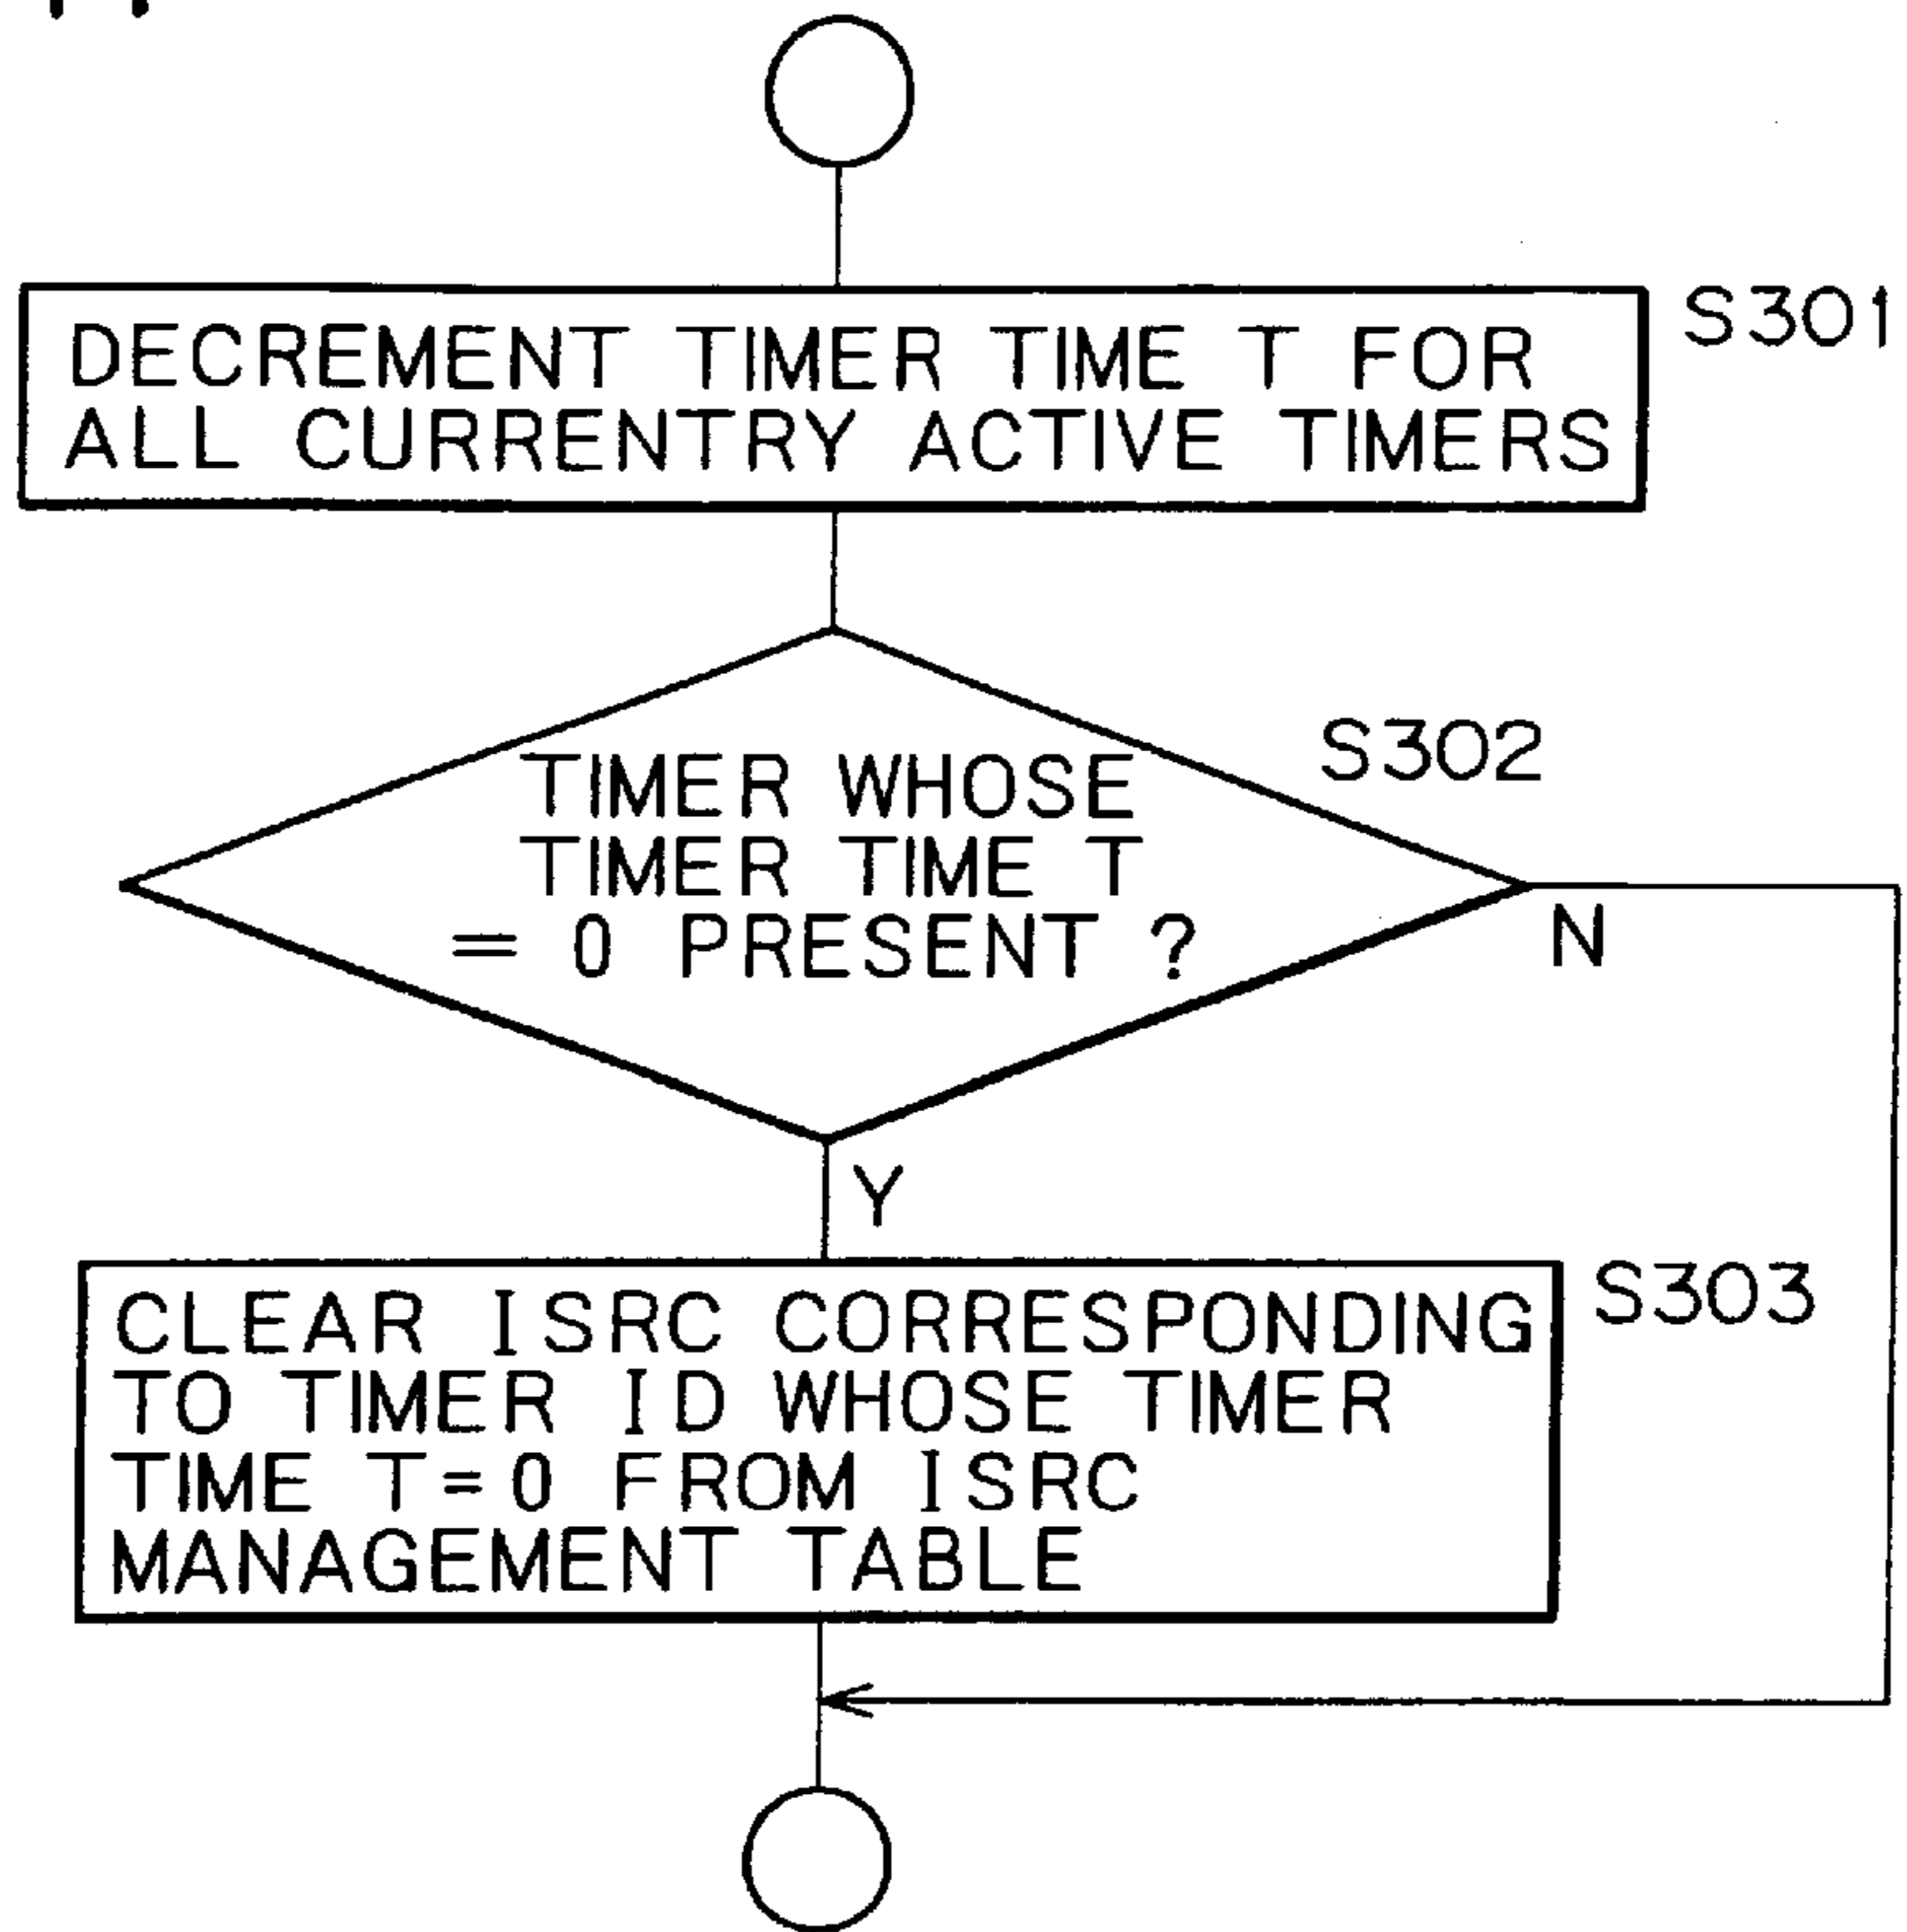 S301
DECREMENT TIMER TIME T FOR
ALL CURRENTRY ACTIVE TIMERS
S302
TIMER WHOSE
TIMER TIME T
= 0 PRESENT ?
N
Y
S303
CLEAR ISRC CORRESPONDING
TO TIMER ID WHOSE TIMER
TIME T=0 FROM ISRC
MANAGEMENT TABLE